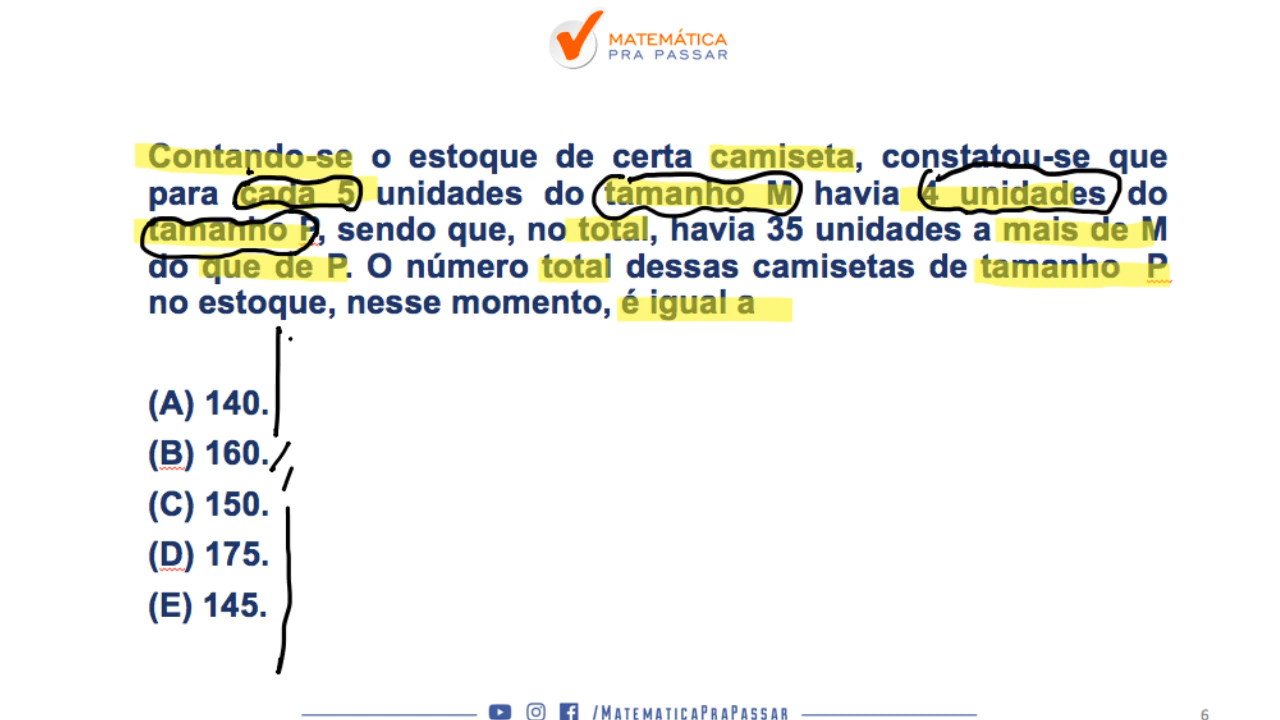 MATEMÁTICA
PRA PASSAR
Contando-se o estoque de certa camiseta, constatou-se que
para cada 5 unidades do tamanho M havia 4 unidades do
tamanho P, sendo que, no total, havia 35 unidades a mais de M
do que de P. O número total dessas camisetas de tamanho P
no estoque, nesse momento, é igual a
(A) 140.
(B) 160.
(C) 150.
(D) 175.
(E) 145.
/MATEMATICAPRAPASSAR
6